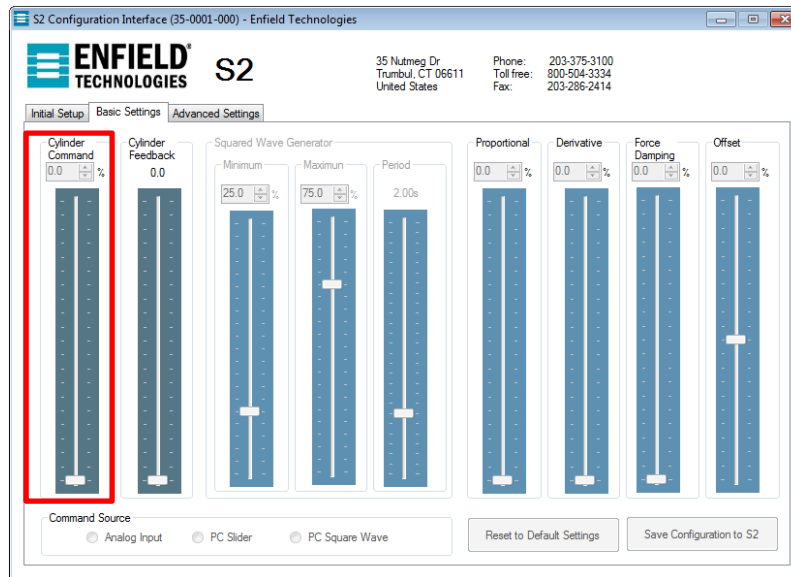 S2 Configuration Interface (35-0001-000) - Enfield Technologies
ENFIELD®
TECHNOLOGIES
S2
35 Nutmeg Dr
Trumbul, CT 06611
United States
Phone: 203-375-3100
Toll free: 800-504-3334
Fax: 203-286-2414
Initial Setup Basic Settings Advanced Settings
Cylinder
Command
0.0 %
Cylinder
Feedback
0.0
Squared Wave Generator
Minimum
25.0 %
Maximun
75.0 %
Period
2.00s
Proportional
0.0 %
Derivative
0.0 %
Force
Damping
0.0 %
Offset
0.0 %
Command Source
Analog Input PC Slider PC Square Wave
Reset to Default Settings
Save Configuration to S2